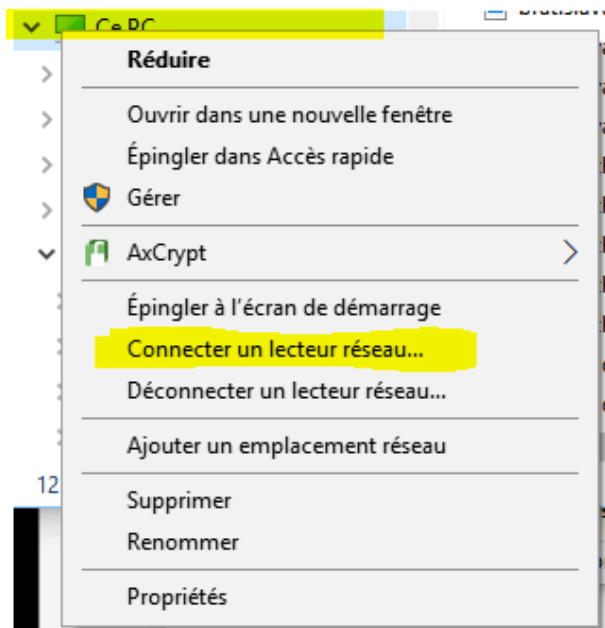 Ce PC
Réduire
Ouvrir dans une nouvelle fenêtre
Épingler dans Accès rapide
Gérer
AxCrypt
Épingler à l'écran de démarrage
Connecter un lecteur réseau...
Déconnecter un lecteur réseau...
Ajouter un emplacement réseau
12
Supprimer
Renommer
Propriétés